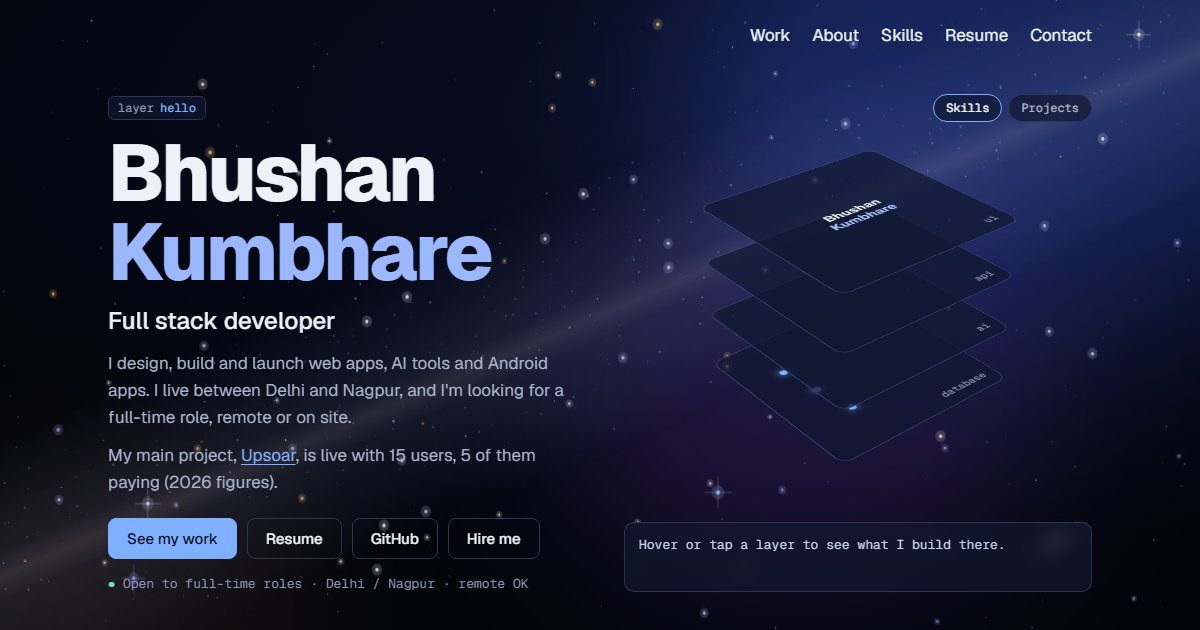 Work About Skills Resume Contact
layer hello
Skills Projects
Bhushan
Kumbhare
Full stack developer
I design, build and launch web apps, AI tools and Android
apps. I live between Delhi and Nagpur, and I'm looking for a
full-time role, remote or on site.
My main project, Upsoar, is live with 15 users, 5 of them
paying (2026 figures).
See my work Resume GitHub Hire me
Open to full-time roles · Delhi / Nagpur · remote OK
Bhushan
Kumbhare
ui
api
ai
database
Hover or tap a layer to see what I build there.